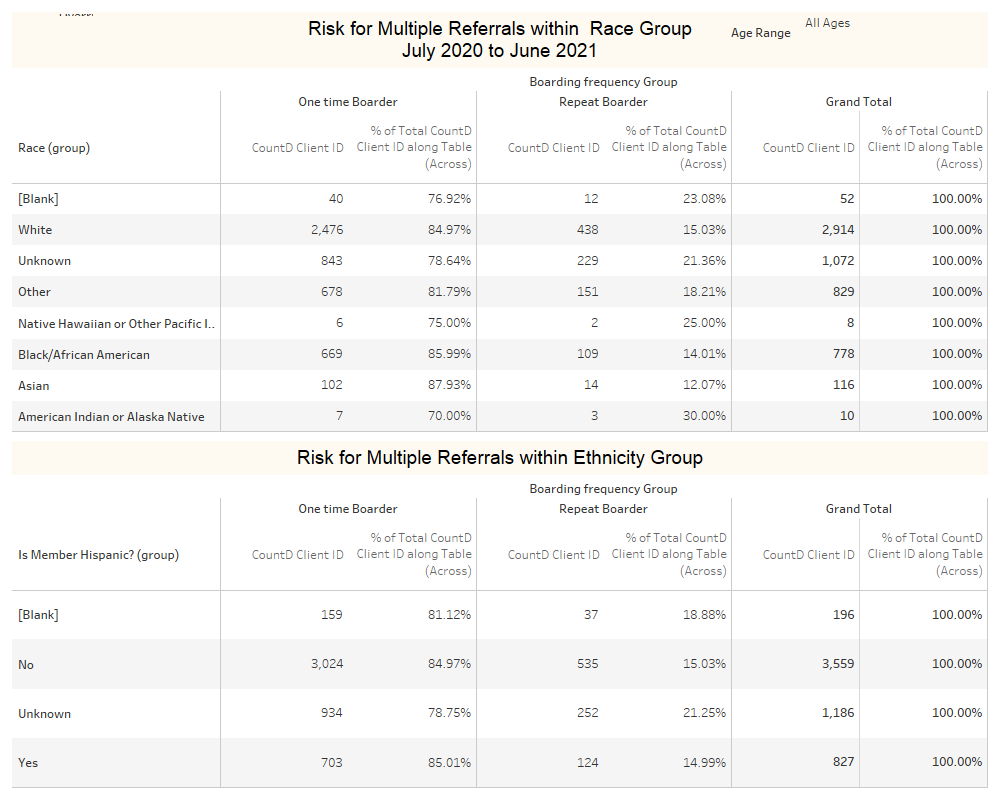 Risk for Multiple Referrals within Race Group
July 2020 to June 2021
Age Range
All Ages
Boarding frequency Group
One time Boarder Repeat Boarder Grand Total
Race (group) CountD Client ID % of Total CountD Client ID along Table (Across) CountD Client ID % of Total CountD Client ID along Table (Across) CountD Client ID % of Total CountD Client ID along Table (Across)
[Blank] 40 76.92% 12 23.08% 52 100.00%
White 2,476 84.97% 438 15.03% 2,914 100.00%
Unknown 843 78.64% 229 21.36% 1,072 100.00%
Other 678 81.79% 151 18.21% 829 100.00%
Native Hawaiian or Other Pacific I.. 6 75.00% 2 25.00% 8 100.00%
Black/African American 669 85.99% 109 14.01% 778 100.00%
Asian 102 87.93% 14 12.07% 116 100.00%
American Indian or Alaska Native 7 70.00% 3 30.00% 10 100.00%
Risk for Multiple Referrals within Ethnicity Group
Boarding frequency Group
One time Boarder Repeat Boarder Grand Total
Is Member Hispanic? (group) CountD Client ID % of Total CountD Client ID along Table (Across) CountD Client ID % of Total CountD Client ID along Table (Across) CountD Client ID % of Total CountD Client ID along Table (Across)
[Blank] 159 81.12% 37 18.88% 196 100.00%
No 3,024 84.97% 535 15.03% 3,559 100.00%
Unknown 934 78.75% 252 21.25% 1,186 100.00%
Yes 703 85.01% 124 14.99% 827 100.00%